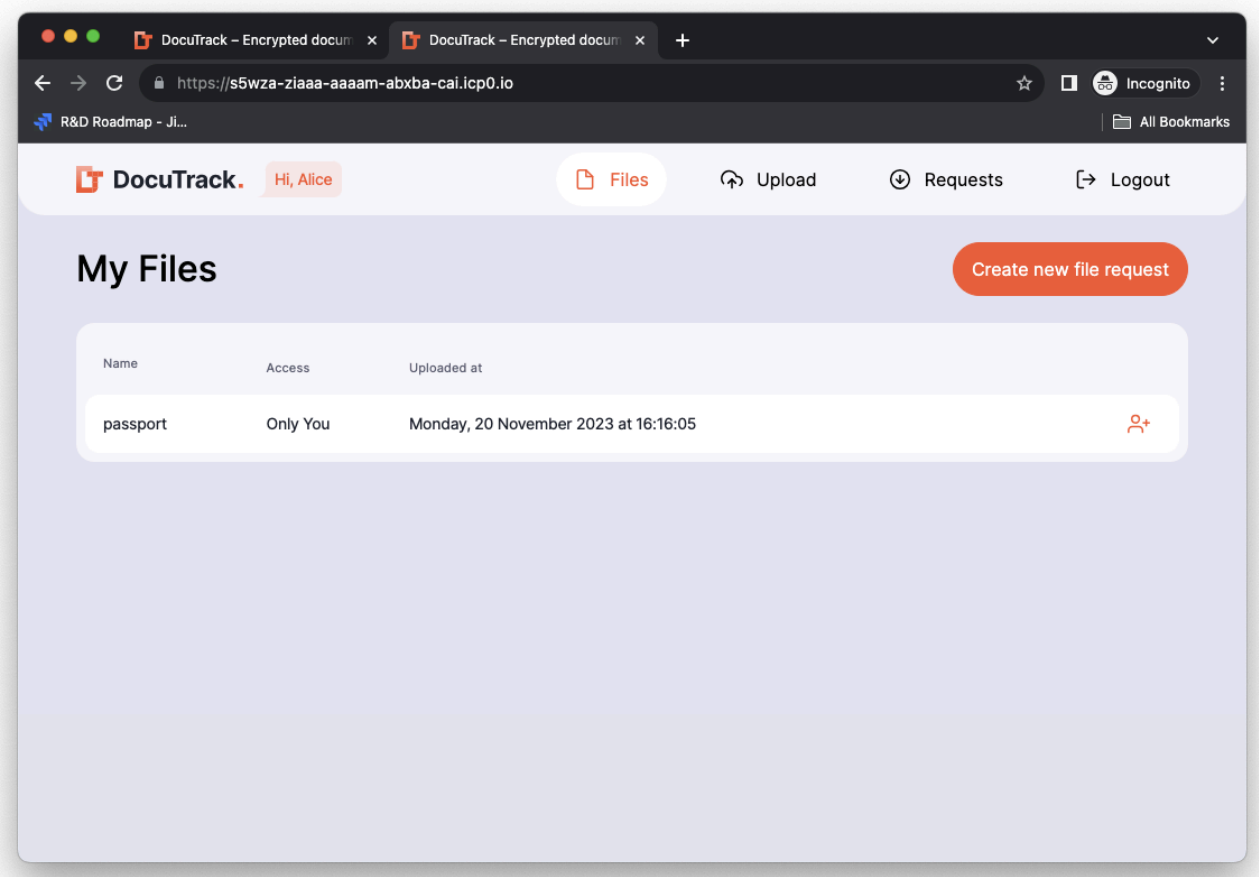 DocuTrack – Encrypted docum
DocuTrack – Encrypted docum
https://s5wza-ziaaa-aaaam-abxba-cai.icp0.io
Incognito
R&D Roadmap - Ji...
All Bookmarks
DocuTrack.
Hi, Alice
Files
Upload
Requests
Logout
My Files
Create new file request
Name
Access
Uploaded at
passport
Only You
Monday, 20 November 2023 at 16:16:05